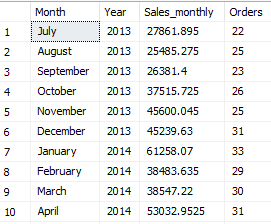 Month Year Sales_monthly Orders
1 July 2013 27861.895 22
2 August 2013 25485.275 25
3 September 2013 26381.4 23
4 October 2013 37515.725 26
5 November 2013 45600.045 25
6 December 2013 45239.63 31
7 January 2014 61258.07 33
8 February 2014 38483.635 29
9 March 2014 38547.22 30
10 April 2014 53032.9525 31